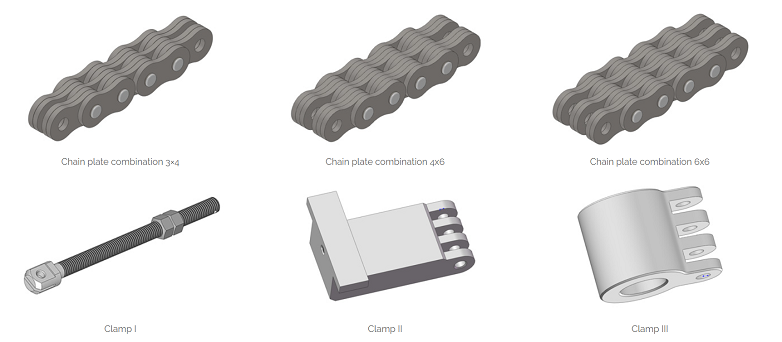 Chain plate combination 3×4
Chain plate combination 4x6
Chain plate combination 6x6
Clamp I
Clamp II
Clamp III